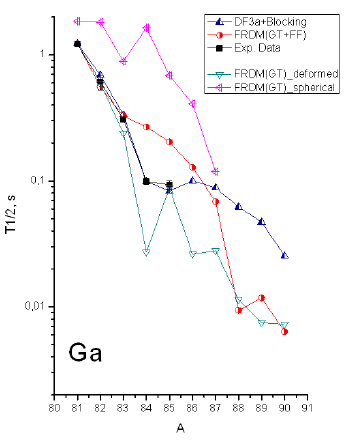 DF3a+Blocking
FRDM(GT+FF)
Exp. Data
FRDM(GT)_deformed
FRDM(GT)_spherical
1
0,1
0,01
T1/2, s
Ga
80 81 82 83 84 85 86 87 88 89 90 91
A